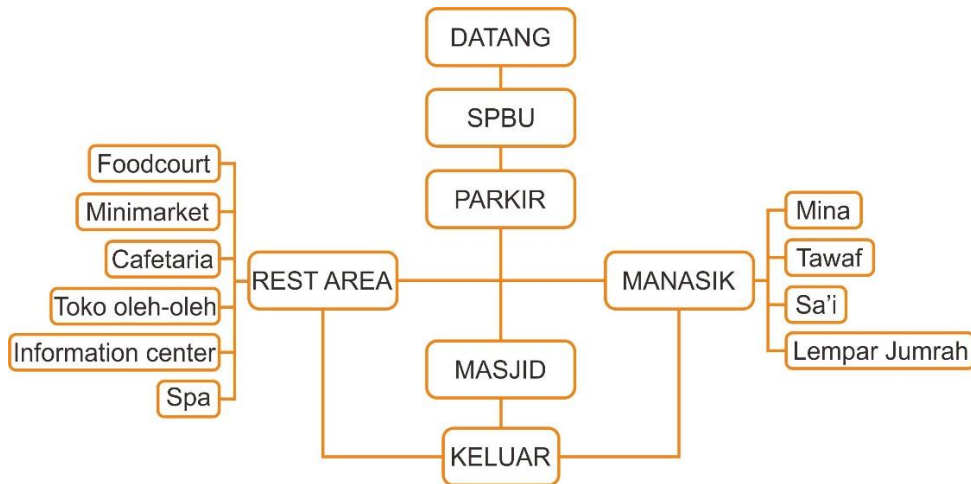 DATANG
SPBU
PARKIR
Foodcourt
Minimarket
Cafetaria
Toko oleh-oleh
Information center
Spa
REST AREA
MANASIK
Mina
Tawaf
Sa’i
Lempar Jumrah
MASJID
KELUAR